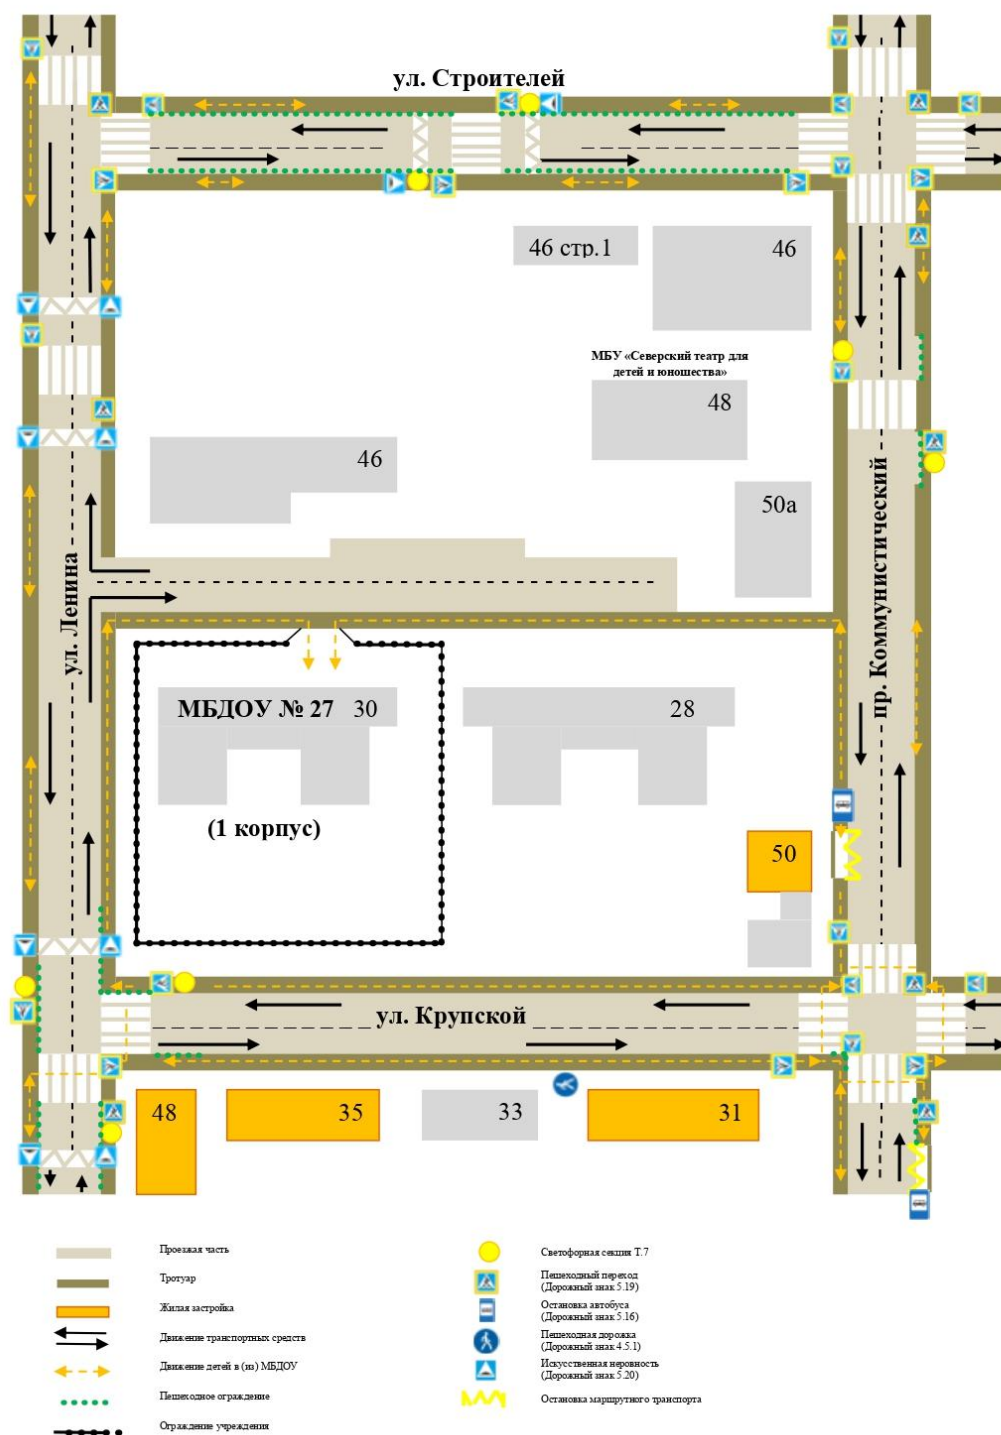 ул. Строителей
46 стр.1
46
МБУ «Северский театр для
детей и юношества»
48
46
50а
ул. Ленина
пр. Коммунистический
МБДОУ № 27 30
28
(1 корпус)
50
ул. Крупской
48
35
33
31
Проезжая часть
Тротуар
Жилая застройка
Движение транспортных средств
Движение детей в (из) МБДОУ
Пешеходное ограждение
Ограждение учреждения
Светофорная секция Т.7
Пешеходный переход
(Дорожный знак 5.19)
Остановка автобуса
(Дорожный знак 5.16)
Пешеходная дорожка
(Дорожный знак 4.5.1)
Искусственная неровность
(Дорожный знак 5.20)
Остановка маршрутного транспорта